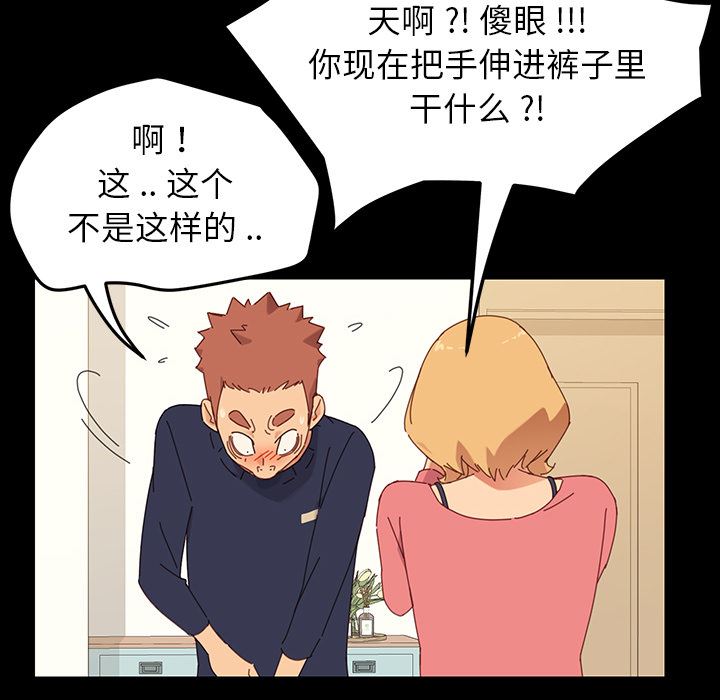 天啊 ?! 傻眼 !!!
你现在把手伸进裤子里
干什么 ?!
啊！
这 .. 这个
不是这样的 ..